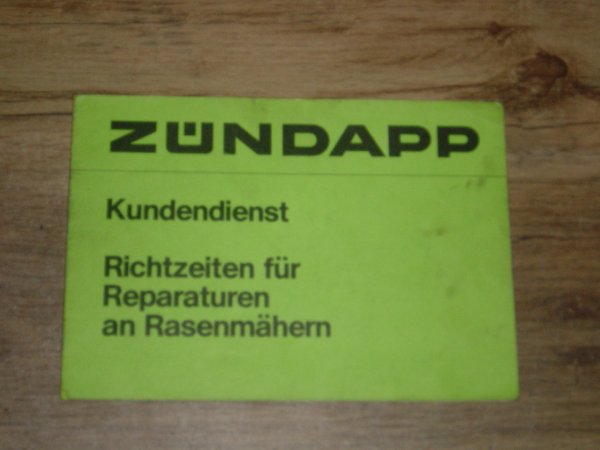 ZÜNDAPP
Kundendienst
Richtzeiten für
Reparaturen
an Rasenmähern